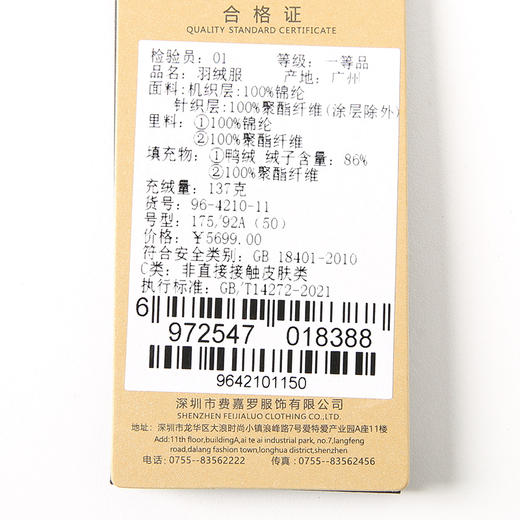 合格证
QUALITY STANDARD CERTIFICATE
检验员: 01 等级: 一等品
品名: 羽绒服 产地: 广州
面料: 机织层: 100%锦纶
针织层: 100%聚酯纤维(涂层除外)
里料: ①100%锦纶
②100%聚酯纤维
填充物: ①鸭绒 绒子含量: 86%
②100%聚酯纤维
充绒量: 137克
货号: 96-4210-11
号型: 175/92A (50)
价格: ￥5699.00
符合安全类别: GB 18401-2010
C类: 非直接接触皮肤类
执行标准: GB/T14272-2021
6 972547 018388
9642101150
深圳市费嘉罗服饰有限公司
SHENZHEN FEIJIALUO CLOTHING CO.,LTD
地址: 深圳市龙华区大浪时尚小镇浪峰路7号爱特爱产业园A座11楼
Add:11th floor,buildingA,ai te ai industrial park, no.7,langfeng
road,dalang fashion town,longhua district,shenzhen.
电话: 0755--83562222 传真: 0755--83562456